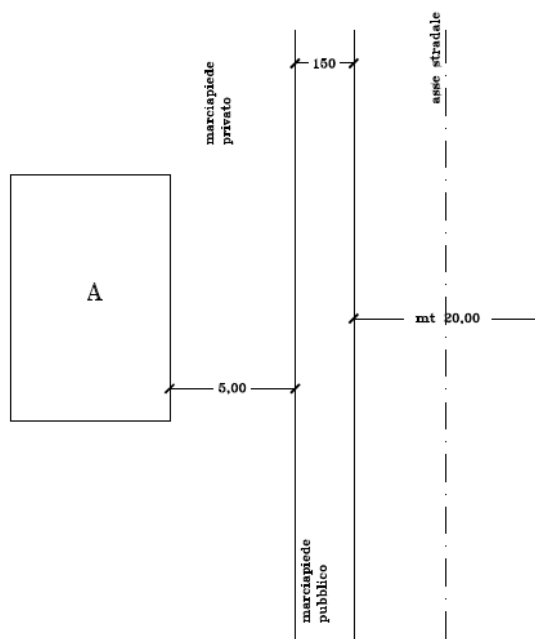 150
asse stradale
marciapiede
privato
A
mt 20,00
5,00
marciapiede
pubblico